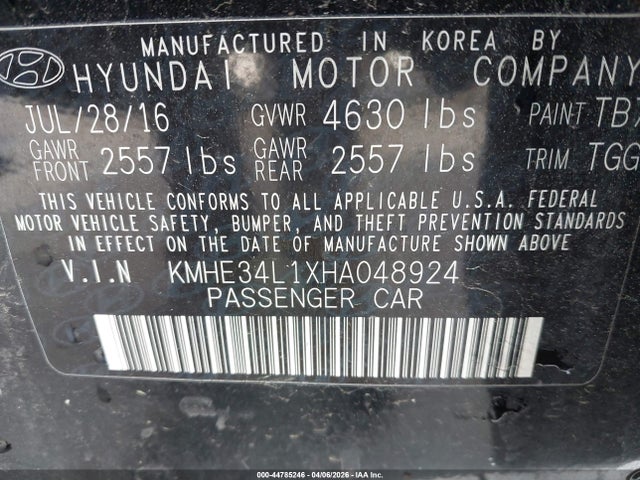 MANUFACTURED IN KOREA BY
HYUNDAI MOTOR COMPANY
JUL/28/16 GVWR 4630 lbs PAINT
GAWR FRONT 2557 lbs GAWR REAR 2557 lbs TRIM TGG
THIS VEHICLE CONFORMS TO ALL APPLICABLE U.S.A. FEDERAL
MOTOR VEHICLE SAFETY, BUMPER, AND THEFT PREVENTION STANDARDS
IN EFFECT ON THE DATE OF MANUFACTURE SHOWN ABOVE
V.I.N KMHE34L1XHA048924
PASSENGER CAR
000-44785246 - 04/06/2026 - IAA Inc.